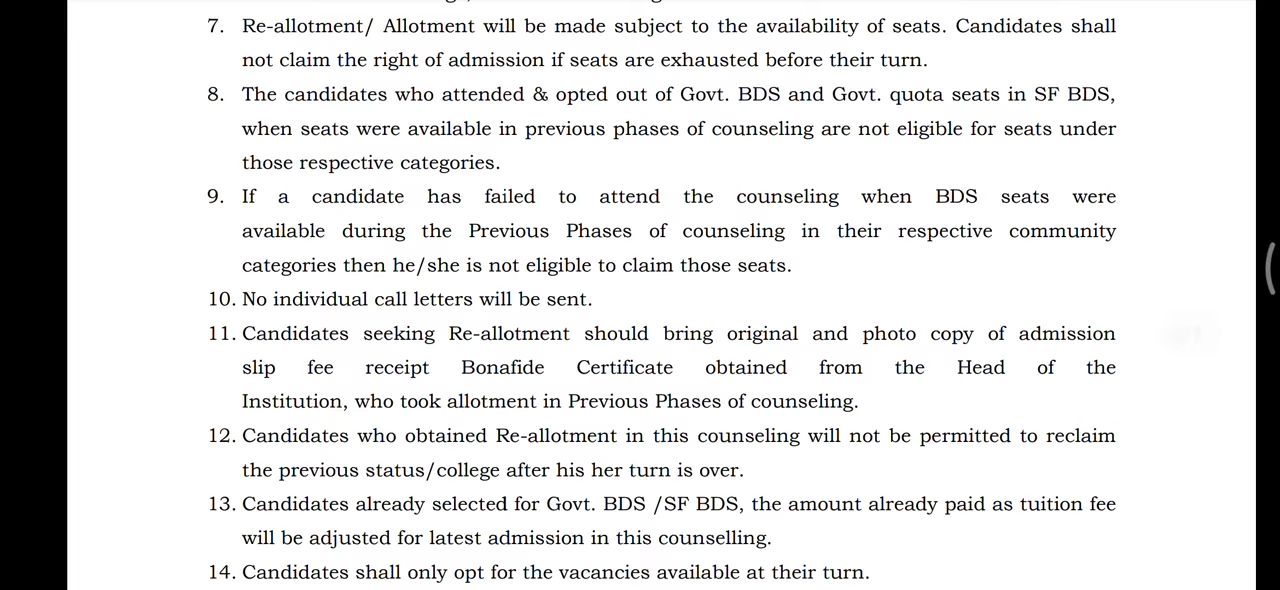 7. Re-allotment/ Allotment will be made subject to the availability of seats. Candidates shall
not claim the right of admission if seats are exhausted before their turn.
8. The candidates who attended & opted out of Govt. BDS and Govt. quota seats in SF BDS,
when seats were available in previous phases of counseling are not eligible for seats under
those respective categories.
9. If a candidate has failed to attend the counseling when BDS seats were
available during the Previous Phases of counseling in their respective community
categories then he/she is not eligible to claim those seats.
10. No individual call letters will be sent.
11. Candidates seeking Re-allotment should bring original and photo copy of admission
slip fee receipt Bonafide Certificate obtained from the Head of the
Institution, who took allotment in Previous Phases of counseling.
12. Candidates who obtained Re-allotment in this counseling will not be permitted to reclaim
the previous status/college after his her turn is over.
13. Candidates already selected for Govt. BDS /SF BDS, the amount already paid as tuition fee
will be adjusted for latest admission in this counselling.
14. Candidates shall only opt for the vacancies available at their turn.